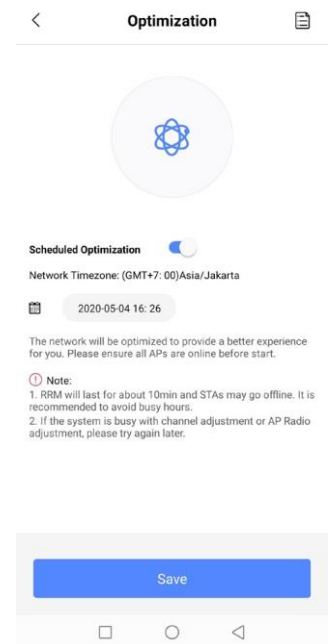 Optimization
Scheduled Optimization
Network Timezone: (GMT+7: 00)Asia/Jakarta
2020-05-04 16: 26
The network will be optimized to provide a better experience
for you. Please ensure all APs are online before start.
Note:
1. RRM will last for about 10min and STAs may go offline. It is
recommended to avoid busy hours.
2. If the system is busy with channel adjustment or AP Radio
adjustment, please try again later.
Save